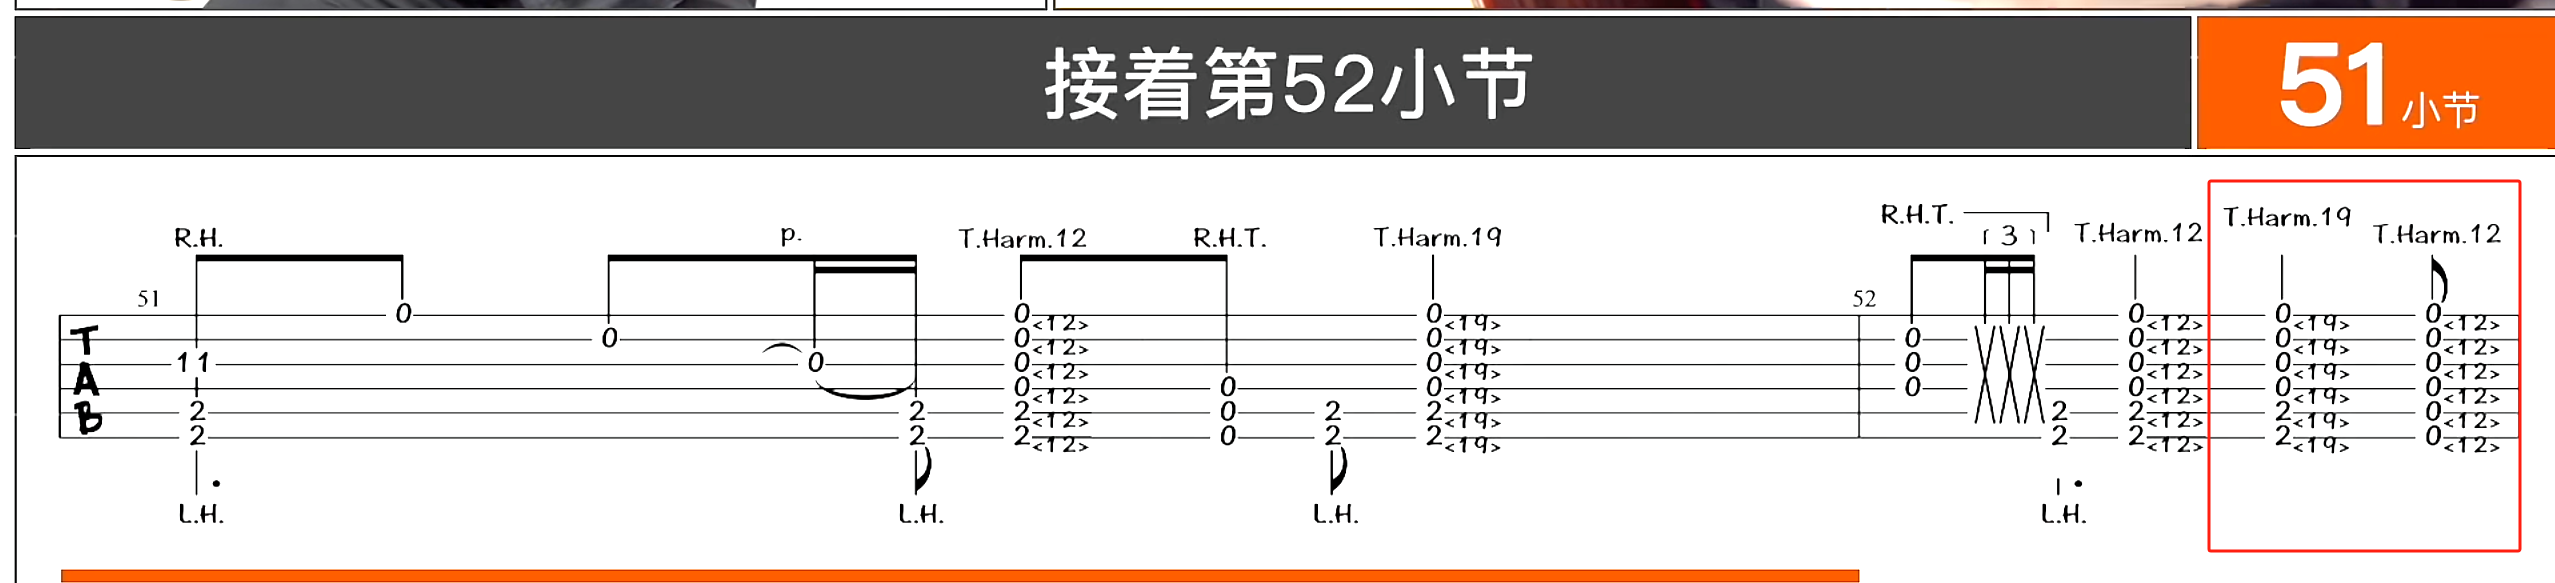 接着第52小节
51小节
R.H.T. 3
T.Harm.19
R.H. p. T.Harm.12 R.H.T. T.Harm.19 T.Harm.12 T.Harm.12
51 52
T 0 0<12> 0<19> 0<12> 0<19> 0<12>
0 0<12> 0<19> 0 0<12> 0<19> 0<12>
A 11 0 0<12> 0<19> 0 0<12> 0<19> 0<12>
0<12> 0 0<19> 0 0<12> 0<19> 0<12>
B 2 2 2<12> 0 2 2<19> 2 2<12> 2<19> 0<12>
2 2 2<12> 0 2 2<19> 2 2<12> 2<19> 0<12>
L.H. L.H. L.H. L.H.